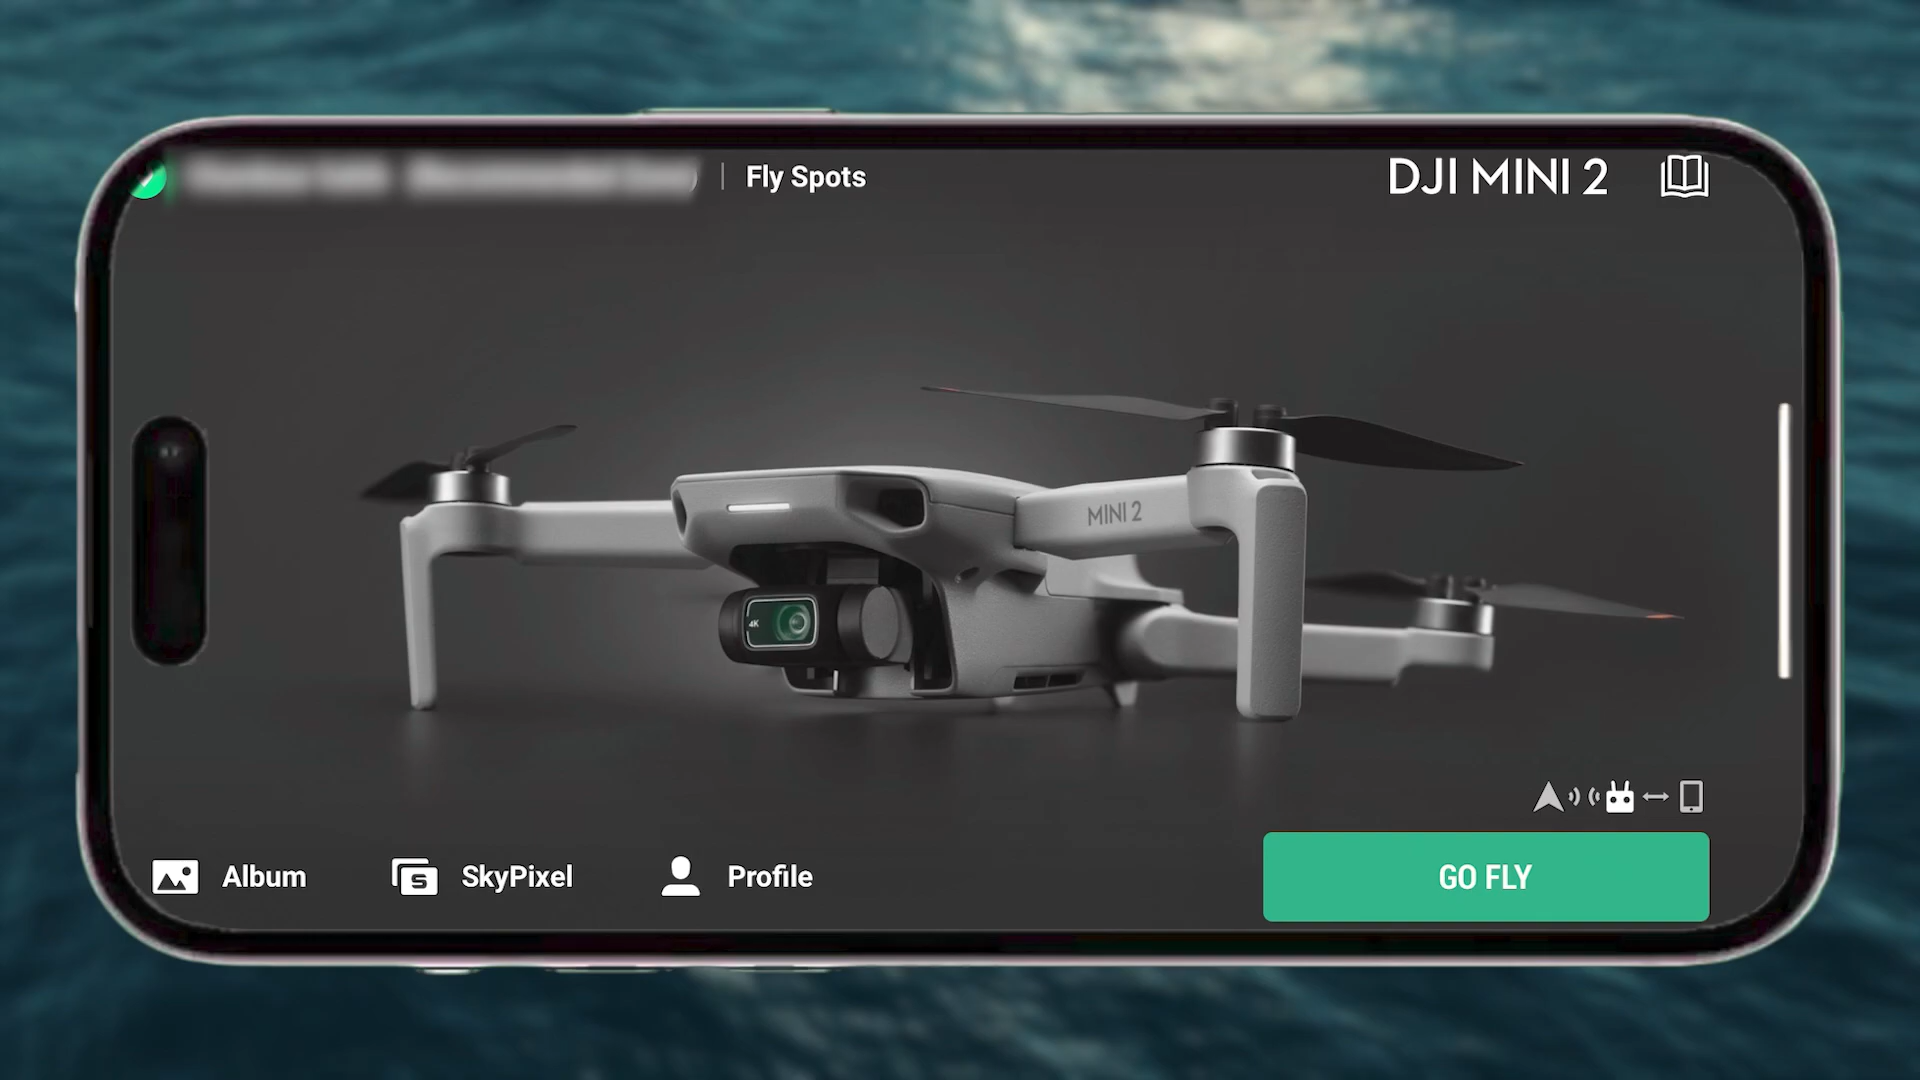 Fly Spots
DJI MINI 2
MINI 2
4K
Album
SkyPixel
Profile
GO FLY